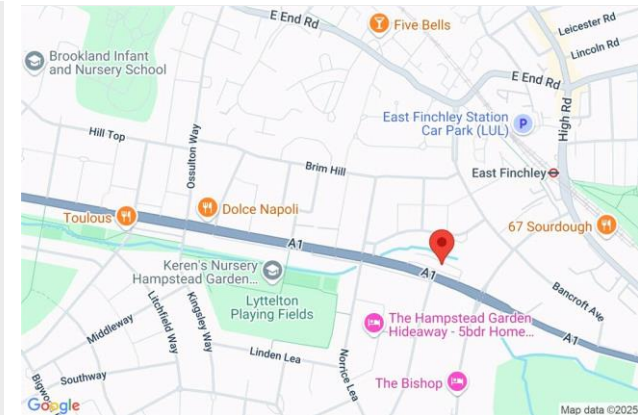 E End Rd
Five Bells
Leicester Rd
Lincoln Rd
Brookland Infant
and Nursery School
E End Rd
East Finchley Station
Car Park (LUL)
P
High Rd
Hill Top
Ossulton Way
Brim Hill
East Finchley
Dolce Napoli
Toulous
67 Sourdough
A1
Keren's Nursery
Hampstead Garden...
A1
Lyttelton
Playing Fields
Bancroft Ave
Middleway
Litchfield Way
Kingsley Way
The Hampstead Garden
Hideaway - 5bdr Home...
A1
Linden Lea
Norrice Lea
Southway
Bigwoo
The Bishop
Google
Map data ©2025